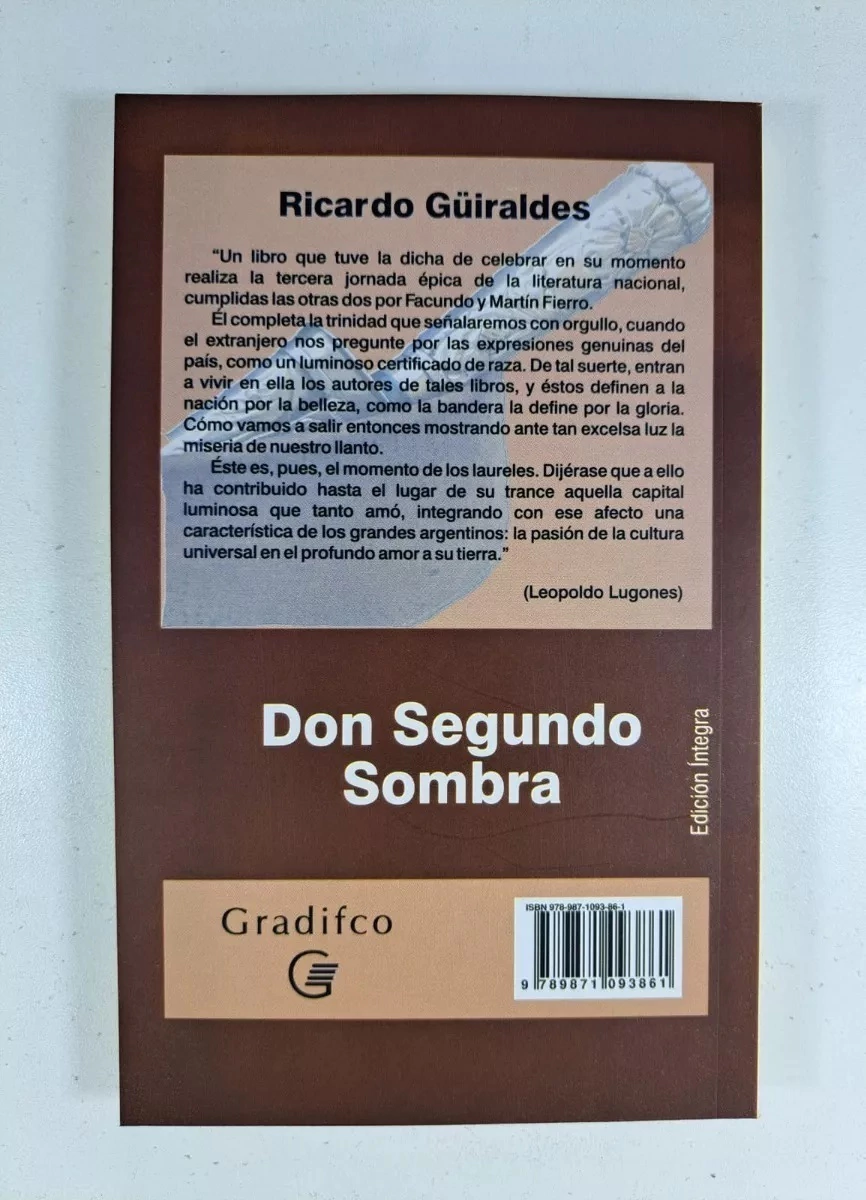 Ricardo Güiraldes
“Un libro que tuve la dicha de celebrar en su momento
realiza la tercera jornada épica de la literatura nacional,
cumplidas las otras dos por Facundo y Martín Fierro.
Él completa la trinidad que señalaremos con orgullo, cuando
el extranjero nos pregunte por las expresiones genuinas del
país, como un luminoso certificado de raza. De tal suerte, entran
a vivir en ella los autores de tales libros, y éstos definen a la
nación por la belleza, como la bandera la define por la gloria.
Cómo vamos a salir entonces mostrando ante tan excelsa luz la
miseria de nuestro llanto.
Éste es, pues, el momento de los laureles. Dijérase que a ello
ha contribuido hasta el lugar de su trance aquella capital
luminosa que tanto amó, integrando con ese afecto una
característica de los grandes argentinos: la pasión de la cultura
universal en el profundo amor a su tierra.”
(Leopoldo Lugones)
Don Segundo
Sombra
Edición Íntegra
Gradifco
ISBN 978-987-1093-86-1
9 789871 093861